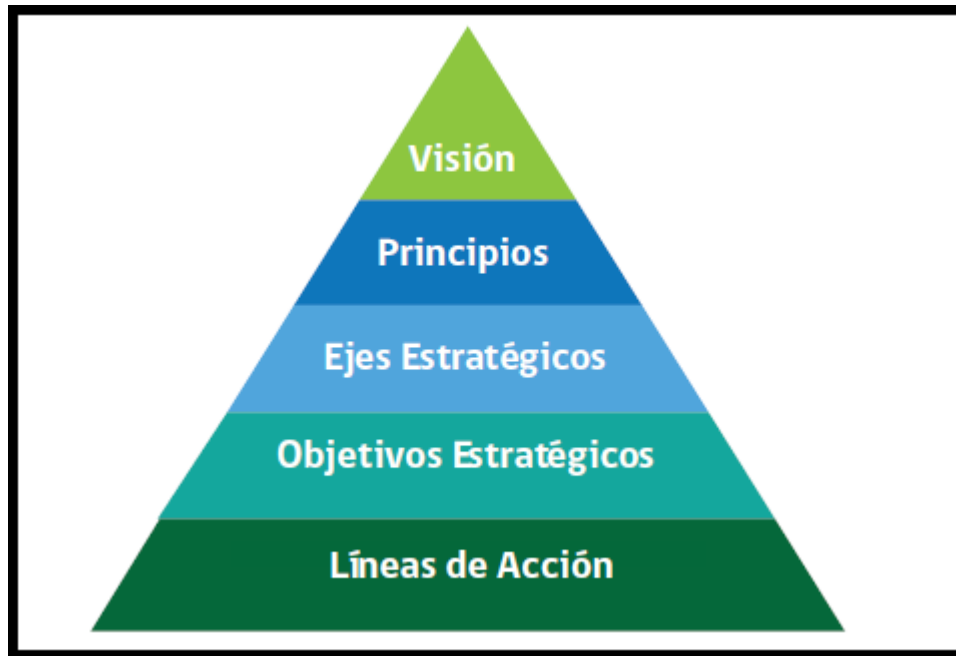 Visión
Principios
Ejes Estratégicos
Objetivos Estratégicos
Líneas de Acción